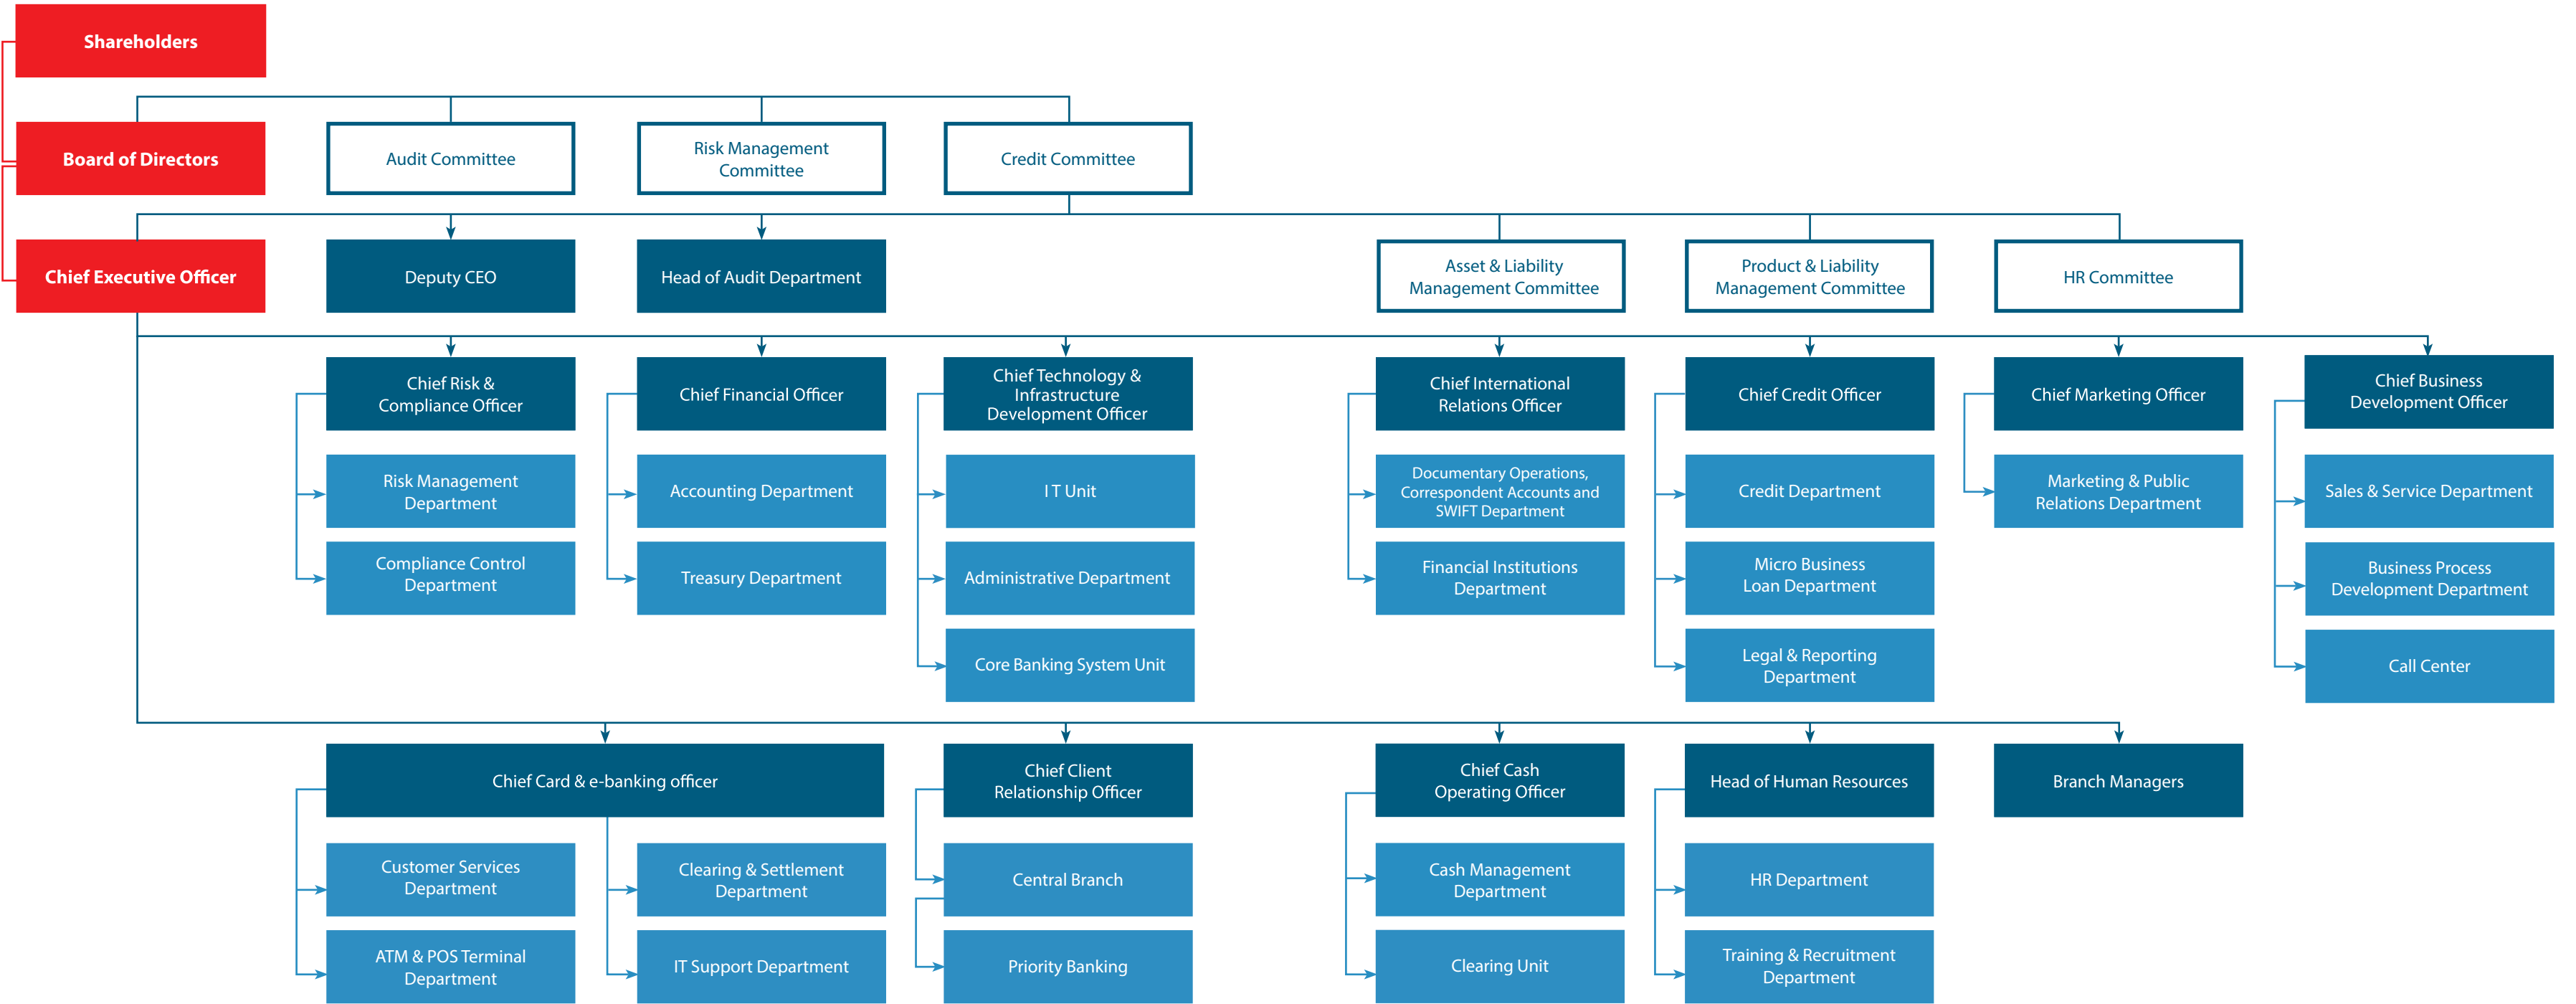 Shareholders
Board of Directors
Audit Committee
Risk Management
Committee
Credit Committee
Chief Executive Officer
Deputy CEO
Head of Audit Department
Asset & Liability
Management Committee
Product & Liability
Management Committee
HR Committee
Chief Risk &
Compliance Officer
Chief Financial Officer
Chief Technology &
Infrastructure
Development Officer
Chief International
Relations Officer
Chief Credit Officer
Chief Marketing Officer
Chief Business
Development Officer
Risk Management
Department
Accounting Department
I T Unit
Documentary Operations,
Correspondent Accounts and
SWIFT Department
Credit Department
Marketing & Public
Relations Department
Sales & Service Department
Compliance Control
Department
Treasury Department
Administrative Department
Financial Institutions
Department
Micro Business
Loan Department
Business Process
Development Department
Core Banking System Unit
Legal & Reporting
Department
Call Center
Chief Card & e-banking officer
Chief Client
Relationship Officer
Chief Cash
Operating Officer
Head of Human Resources
Branch Managers
Customer Services
Department
Clearing & Settlement
Department
Central Branch
Cash Management
Department
HR Department
ATM & POS Terminal
Department
IT Support Department
Priority Banking
Clearing Unit
Training & Recruitment
Department